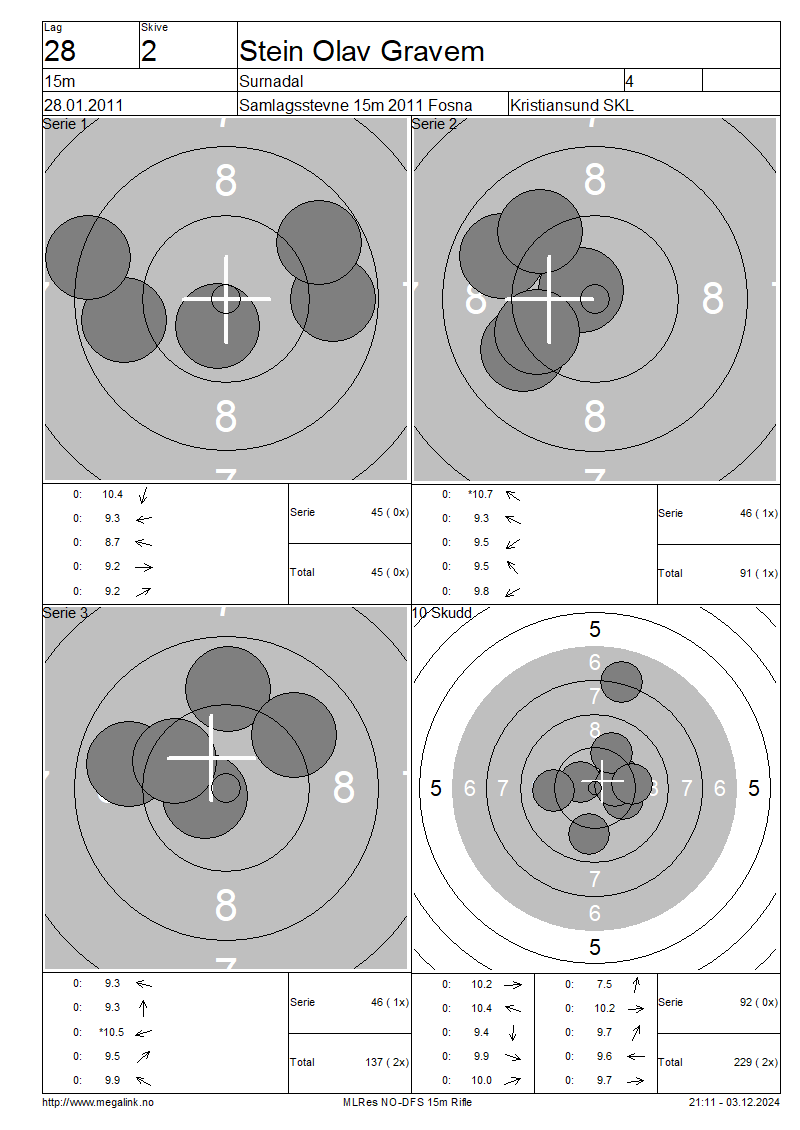 Lag
Skive
28
2
Stein Olav Gravem
15m
Surnadal
4
28.01.2011
Samlagsstevne 15m 2011 Fosna
Kristiansund SKL
Serie 1
8
8
7
Serie 2
8
8
8
8
7
0: 10.4
0: 9.3
0: 8.7
0: 9.2
0: 9.2
Serie 45 ( 0x)
Total 45 ( 0x)
0: *10.7
0: 9.3
0: 9.5
0: 9.5
0: 9.8
Serie 46 ( 1x)
Total 91 ( 1x)
Serie 3
8
8
7
10 Skudd
5
6
7
8
5 6 7 8 7 6 5
7
6
5
0: 9.3
0: 9.3
0: *10.5
0: 9.5
0: 9.9
Serie 46 ( 1x)
Total 137 ( 2x)
0: 10.2
0: 10.4
0: 9.4
0: 9.9
0: 10.0
0: 7.5
0: 10.2
0: 9.7
0: 9.6
0: 9.7
Serie 92 ( 0x)
Total 229 ( 2x)
http://www.megalink.no
MLRes NO-DFS 15m Rifle
21:11 - 03.12.2024